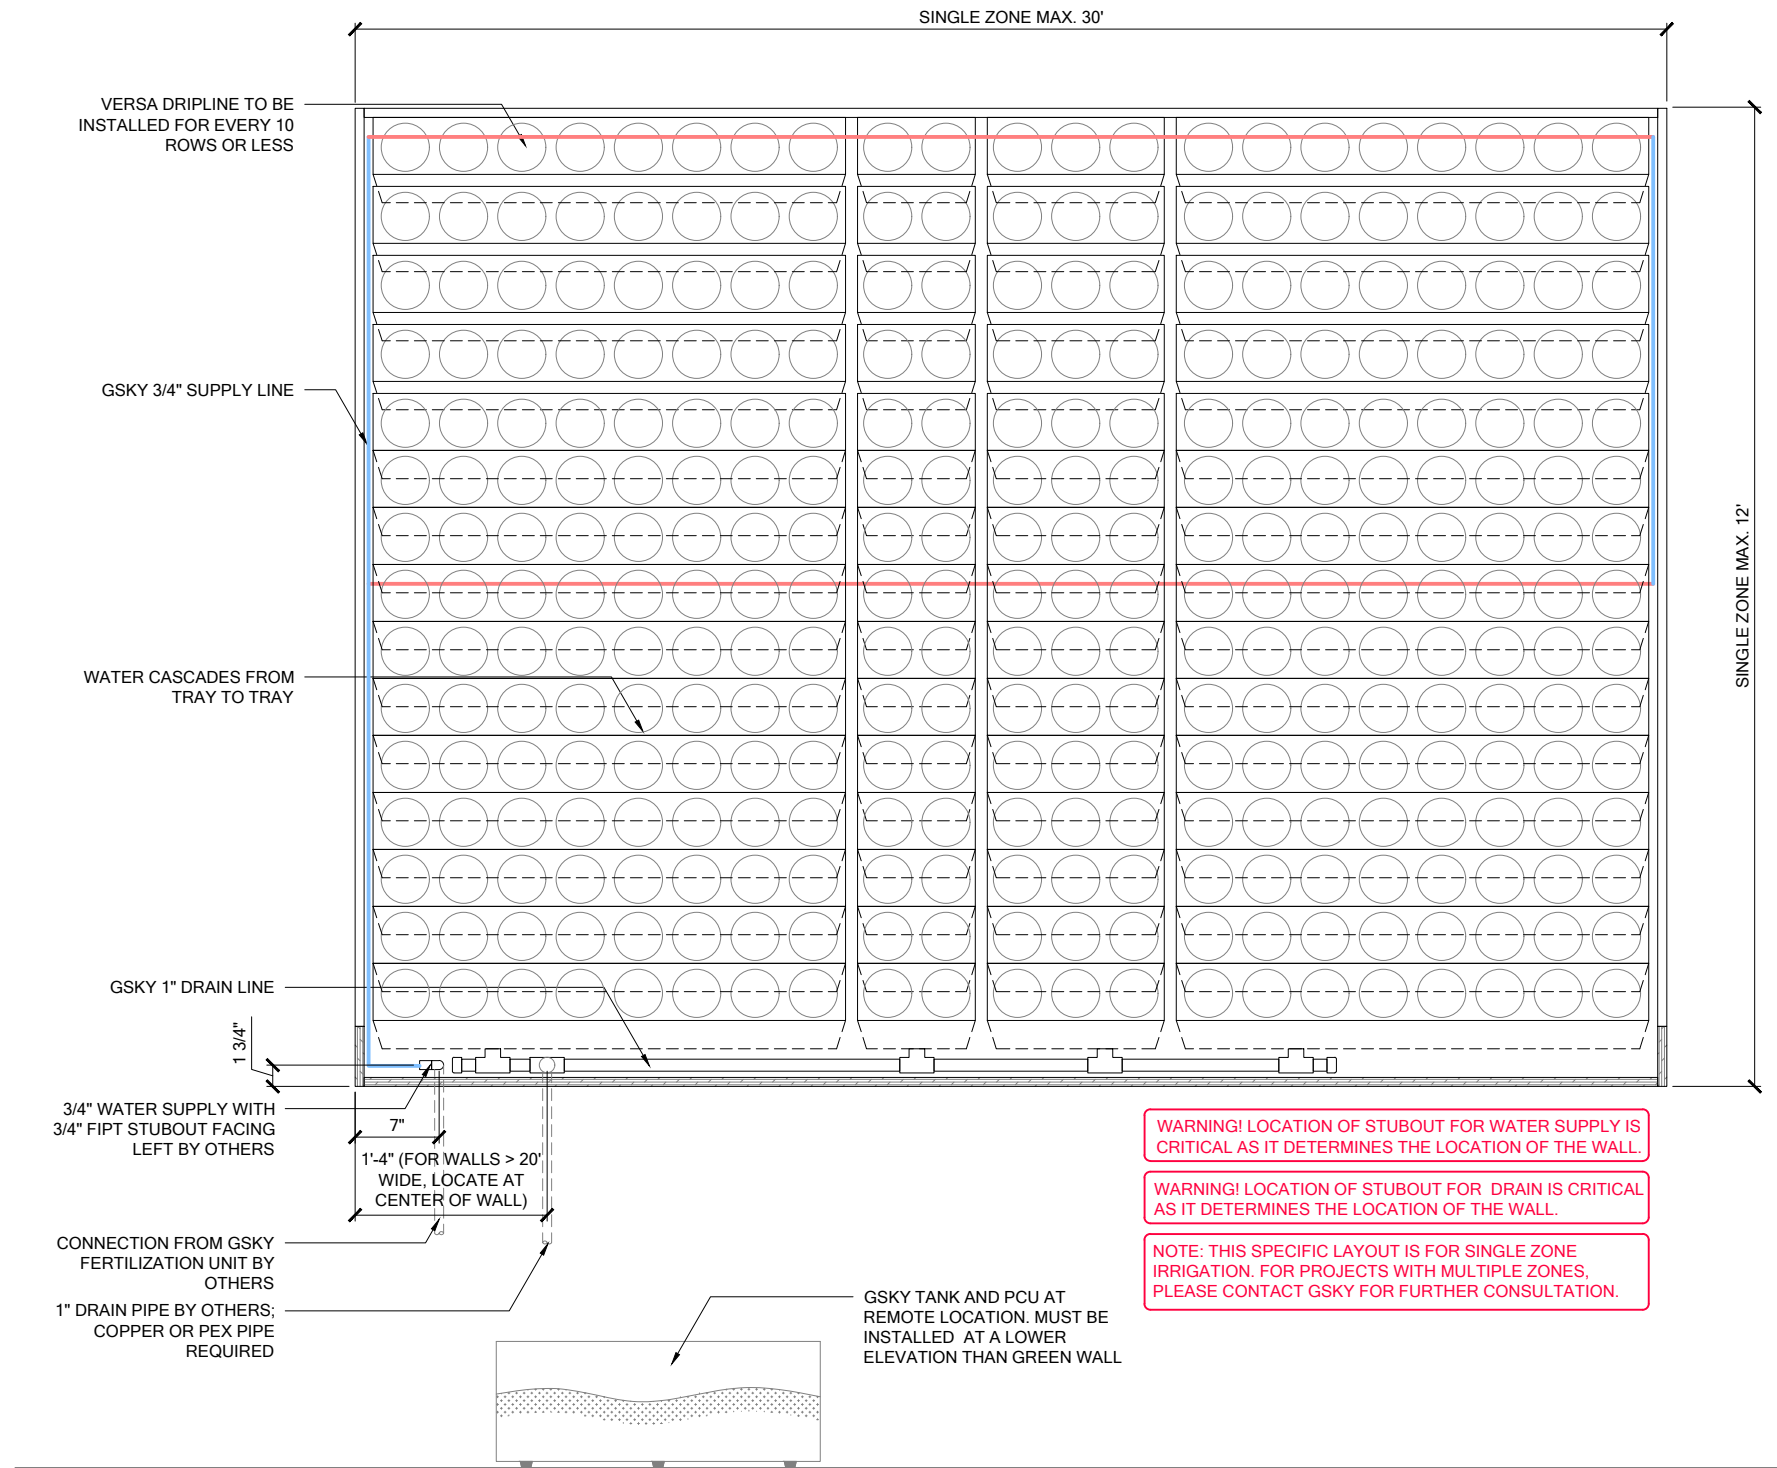 SINGLE ZONE MAX. 30'
VERSA DRIPLINE TO BE
INSTALLED FOR EVERY 10
ROWS OR LESS
GSKY 3/4" SUPPLY LINE
SINGLE ZONE MAX. 12'
WATER CASCADES FROM
TRAY TO TRAY
GSKY 1" DRAIN LINE
1 3/4"
3/4" WATER SUPPLY WITH
3/4" FIPT STUBOUT FACING
LEFT BY OTHERS
7"
1'-4" (FOR WALLS > 20'
WIDE, LOCATE AT
CENTER OF WALL)
CONNECTION FROM GSKY
FERTILIZATION UNIT BY
OTHERS
1" DRAIN PIPE BY OTHERS;
COPPER OR PEX PIPE
REQUIRED
GSKY TANK AND PCU AT
REMOTE LOCATION. MUST BE
INSTALLED AT A LOWER
ELEVATION THAN GREEN WALL
WARNING! LOCATION OF STUBOUT FOR WATER SUPPLY IS
CRITICAL AS IT DETERMINES THE LOCATION OF THE WALL.
WARNING! LOCATION OF STUBOUT FOR DRAIN IS CRITICAL
AS IT DETERMINES THE LOCATION OF THE WALL.
NOTE: THIS SPECIFIC LAYOUT IS FOR SINGLE ZONE
IRRIGATION. FOR PROJECTS WITH MULTIPLE ZONES,
PLEASE CONTACT GSKY FOR FURTHER CONSULTATION.